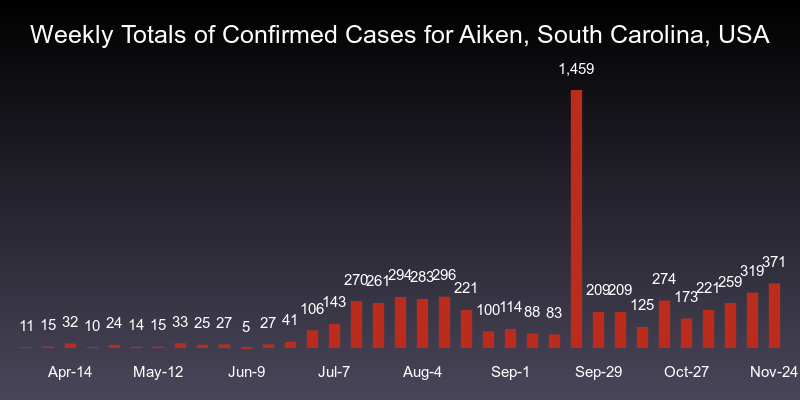 Weekly Totals of Confirmed Cases for Aiken, South Carolina, USA
1,459
11 15 32 10 24 14 15 33 25 27 5 27 41 106 143 270 261 294 283 296 221 100 114 88 83 209 209 125 274 173 221 259 319 371
Apr-14 May-12 Jun-9 Jul-7 Aug-4 Sep-1 Sep-29 Oct-27 Nov-24